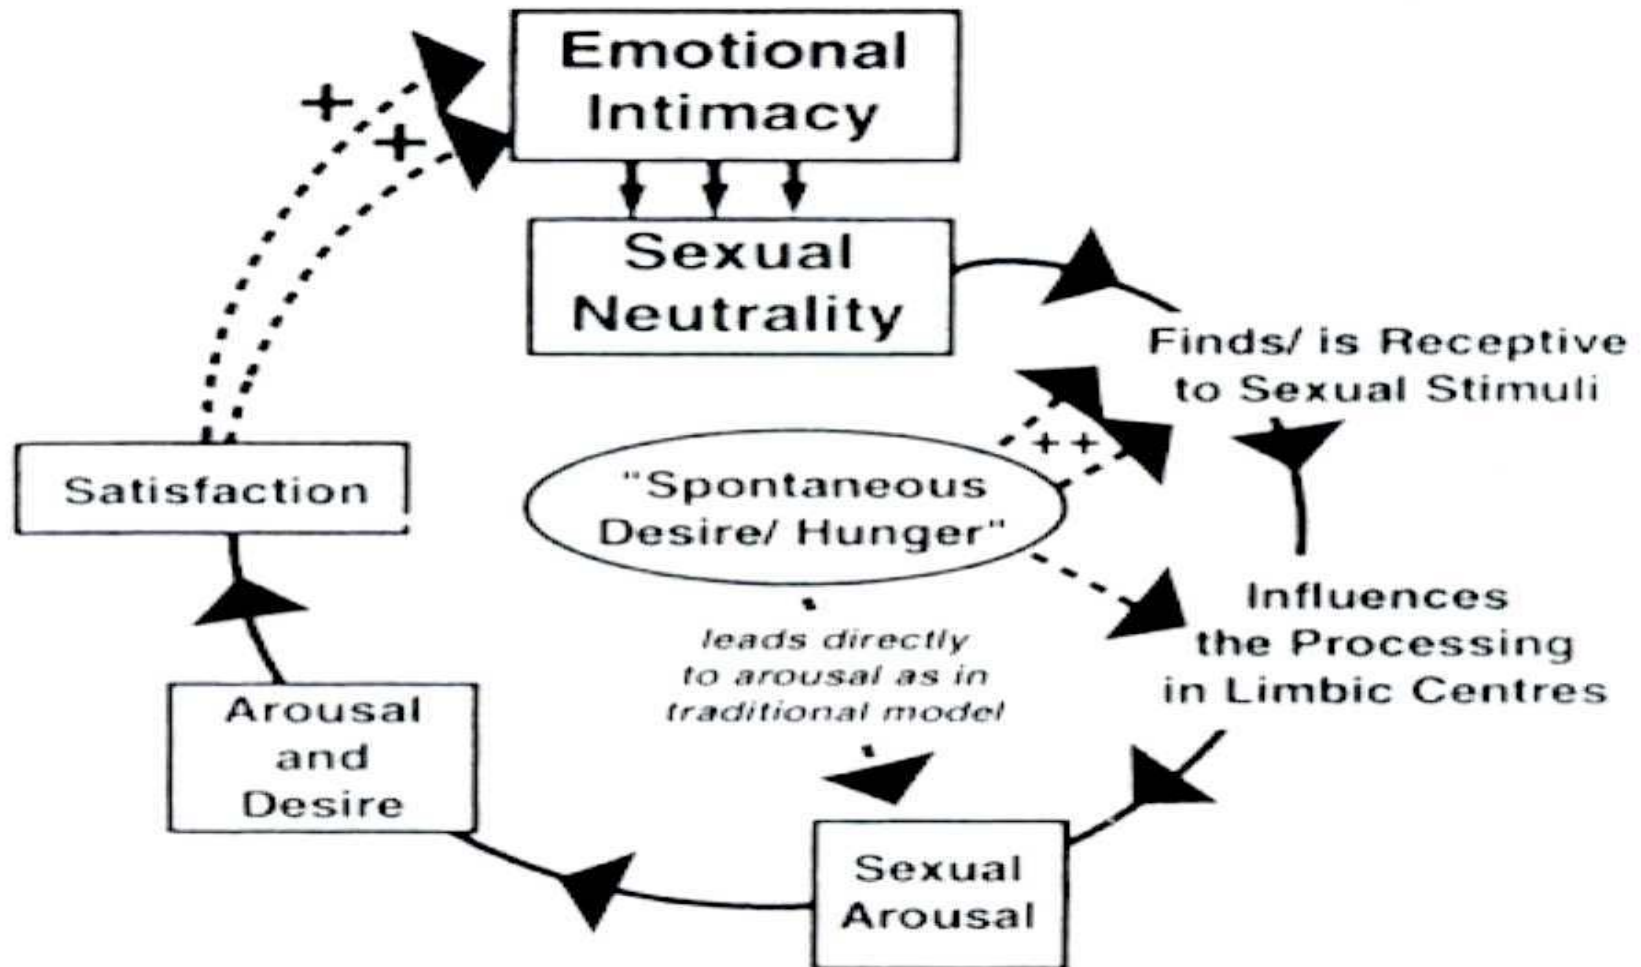 Emotional
Intimacy
+
+
Sexual
Neutrality
Finds/ is Receptive
to Sexual Stimuli
++
"Spontaneous
Desire/ Hunger"
Satisfaction
Influences
the Processing
in Limbic Centres
leads directly
to arousal as in
traditional model
Arousal
and
Desire
Sexual
Arousal